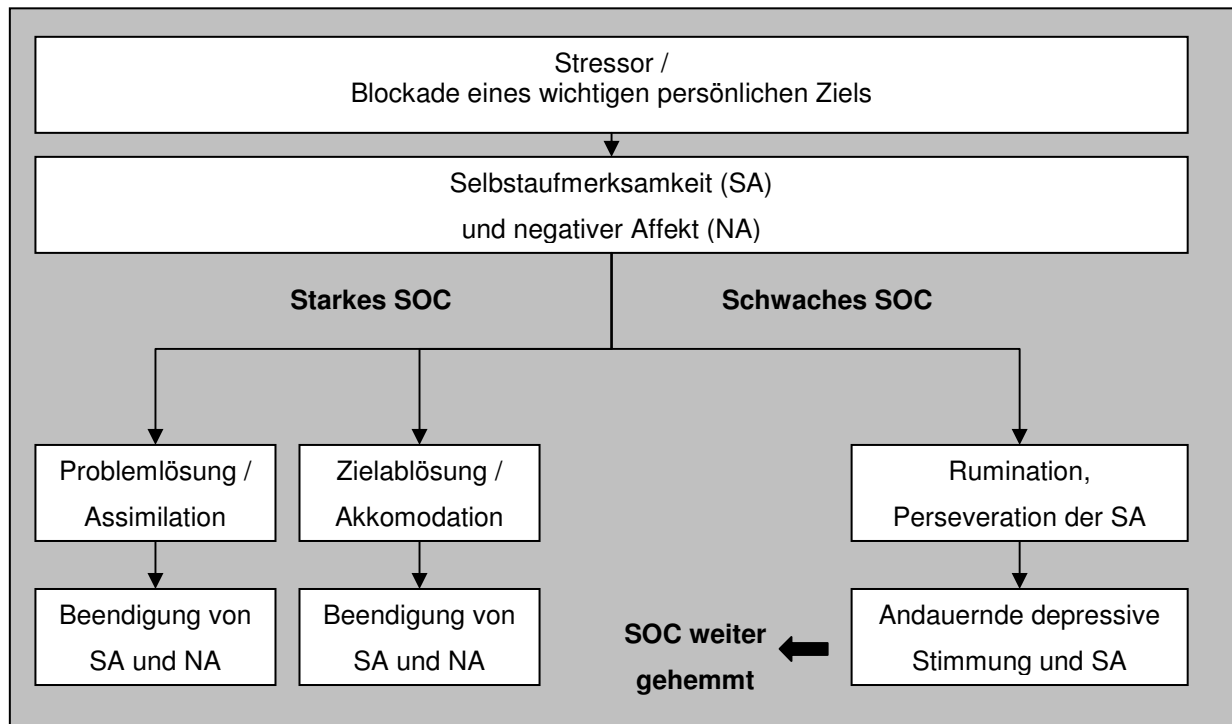 Stressor /
Blockade eines wichtigen persönlichen Ziels
Selbstaufmerksamkeit (SA)
und negativer Affekt (NA)
Starkes SOC
Schwaches SOC
Problemlösung /
Assimilation
Zielablösung /
Akkomodation
Rumination,
Perseveration der SA
Beendigung von
SA und NA
Beendigung von
SA und NA
SOC weiter
gehemmt
Andauernde depressive
Stimmung und SA